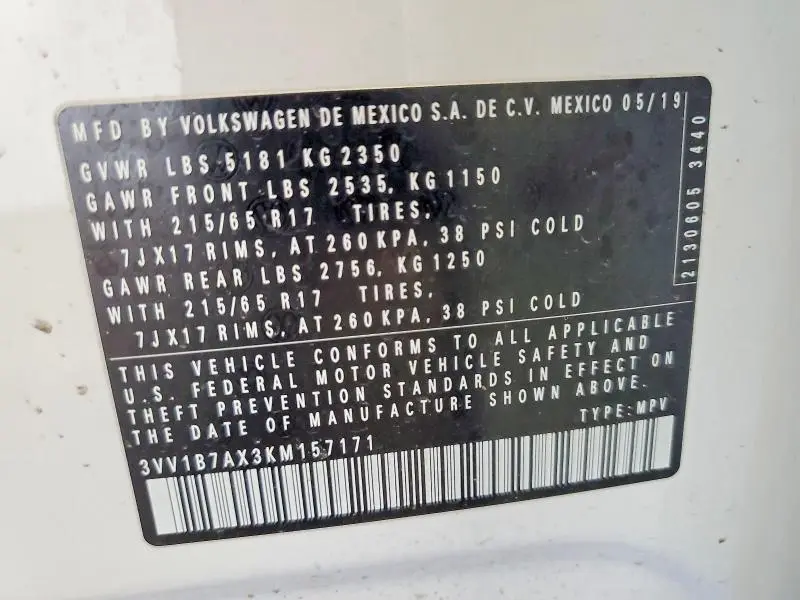 MFD BY VOLKSWAGEN DE MEXICO S.A. DE C.V. MEXICO 05/19
GVWR LBS 5181 KG 2350
GAWR FRONT LBS 2535, KG 1150
WITH 215/65 R17 TIRES,
7JX17 RIMS, AT 260 KPA, 38 PSI COLD
GAWR REAR LBS 2756, KG 1250
WITH 215/65 R17 TIRES,
7JX17 RIMS, AT 260 KPA, 38 PSI COLD
THIS VEHICLE CONFORMS TO ALL APPLICABLE
U.S. FEDERAL MOTOR VEHICLE SAFETY AND
THEFT PREVENTION STANDARDS IN EFFECT ON
THE DATE OF MANUFACTURE SHOWN ABOVE.
TYPE:MPV
3VV1B7AX3KM157171
2130605 3440